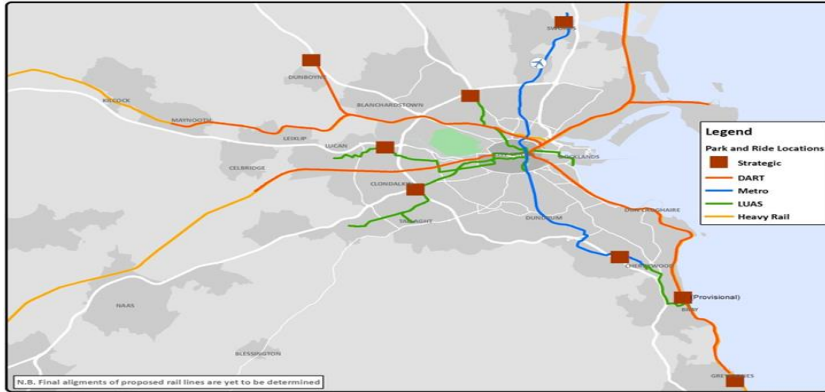 SWORDS
DUNBOYNE
BLANCHARDSTOWN
KILCOCK
MAYNOOTH
LEIXLIP
LUCAN
CELBRIDGE
DOCKLANDS
CLONDALKIN
DUN LAOGHAIRE
DUNDRUM
CHERRYWOOD
(Provisional)
BRAY
NAAS
BLESSINGTON
GREYSTONES
Legend
Park and Ride Locations
Strategic
DART
Metro
LUAS
Heavy Rail
N.B. Final aligments of proposed rail lines are yet to be determined